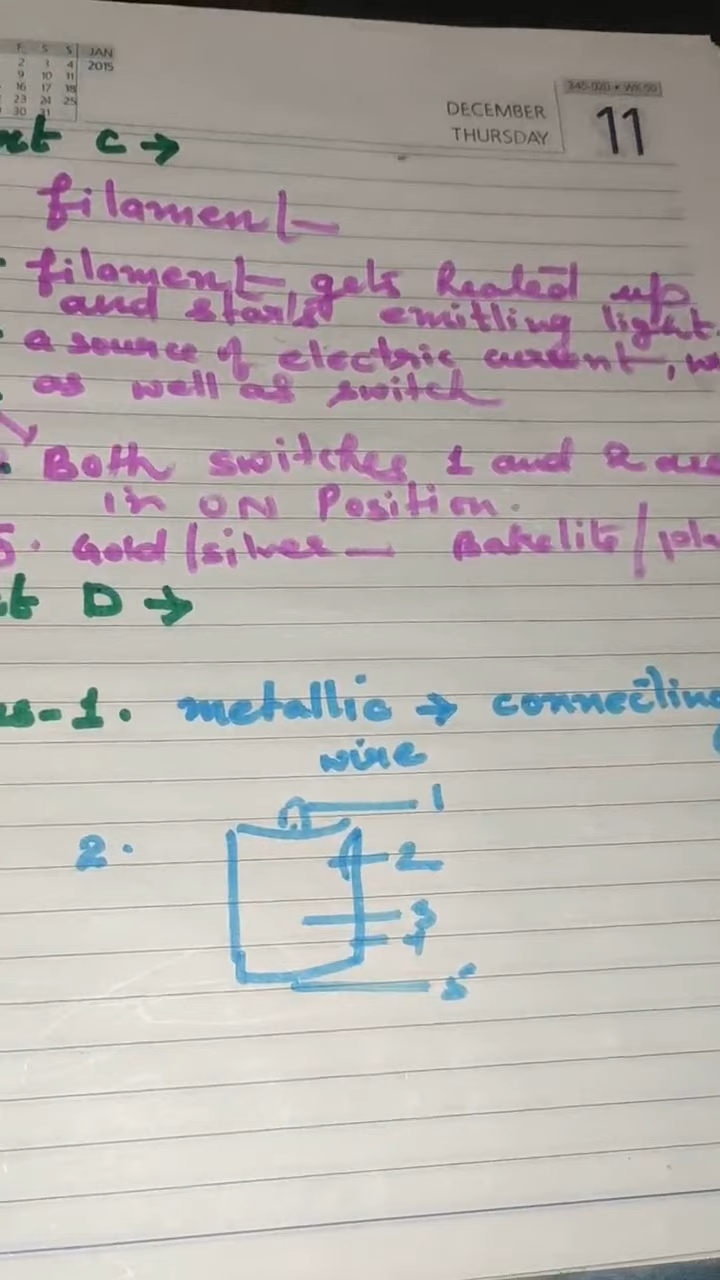 F S S JAN
2 3 4 2015
9 10 11
16 17 18
23 24 25
30 31
DECEMBER
THURSDAY 11
C →
filament
filament gets heated up
and starts emitting light.
a source of electric current,
as well as switch
Both switches 1 and 2 are
in ON Position.
5. Gold/silver — Bakelite/pla
D →
s-1. metallic → connecting
wire
1
2. 2
3
4
5